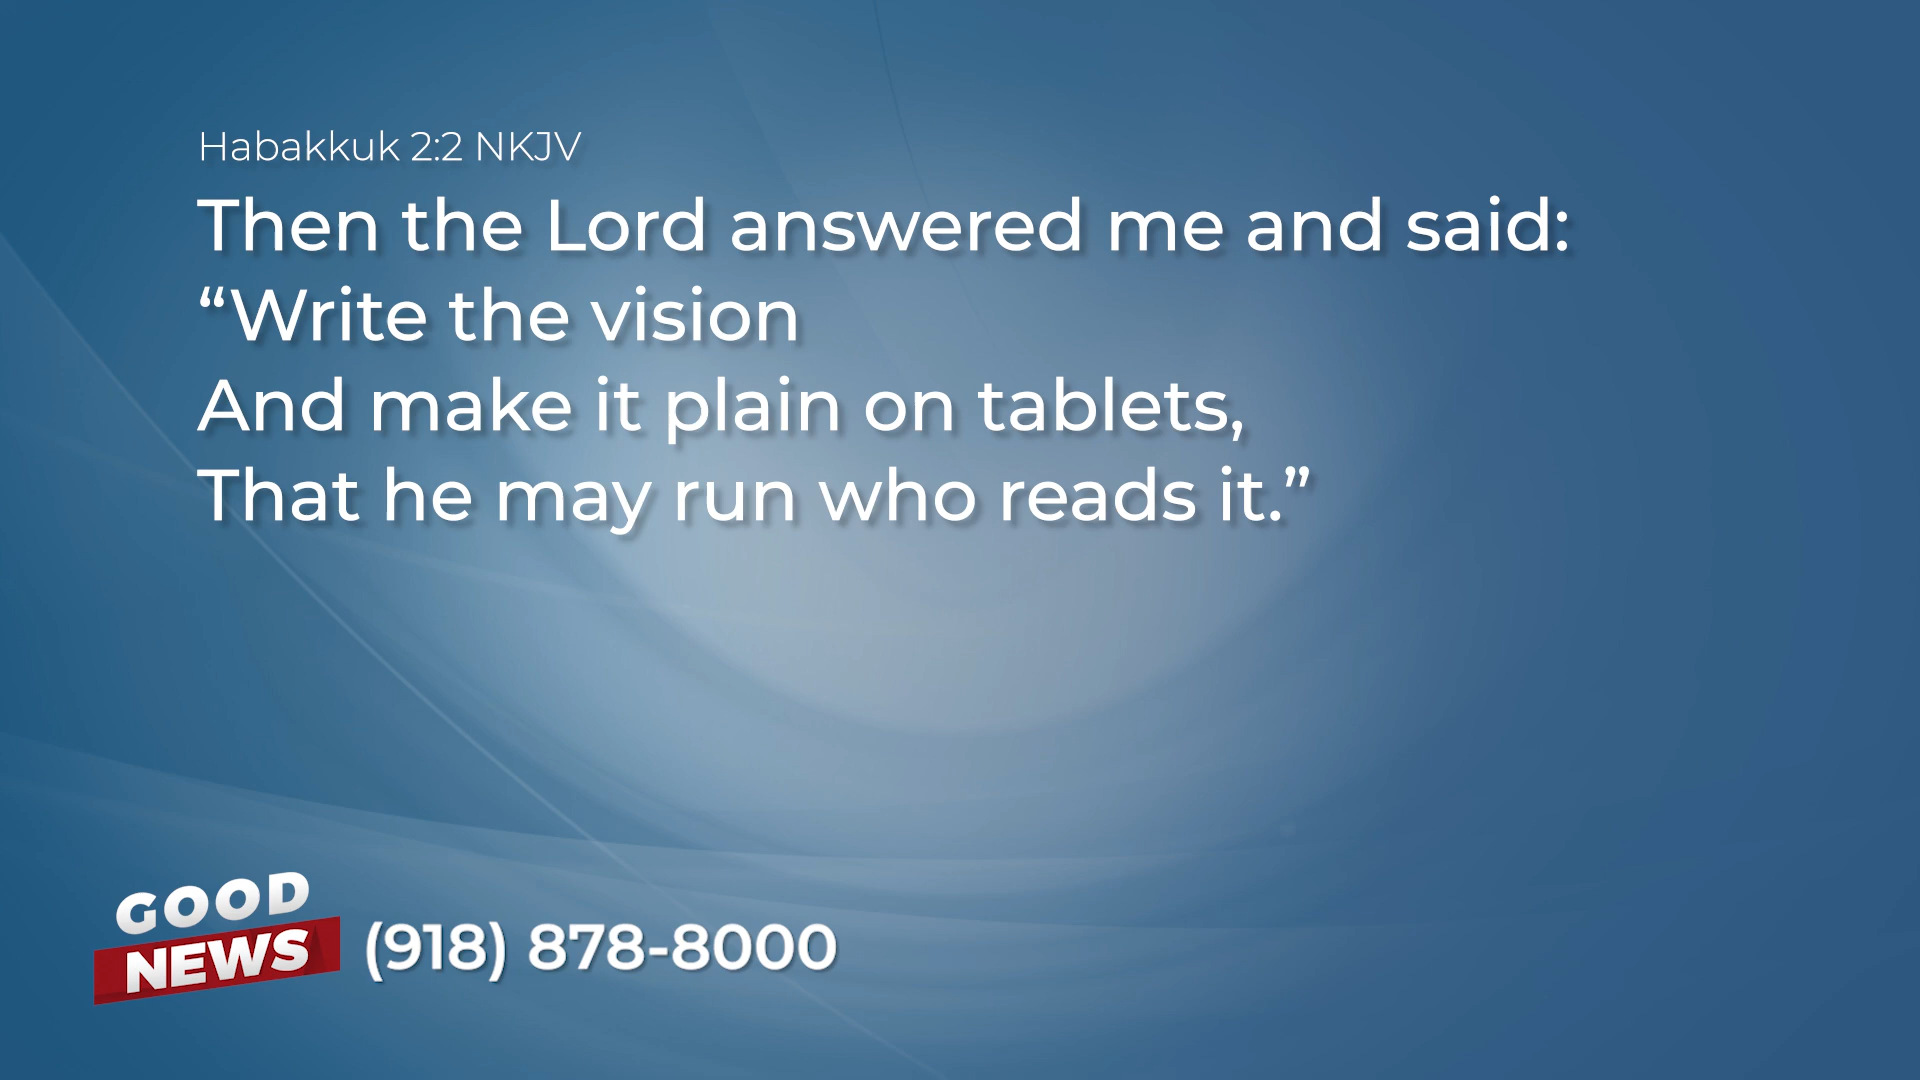 Habakkuk 2:2 NKJV
Then the Lord answered me and said:
“Write the vision
And make it plain on tablets,
That he may run who reads it.”
GOOD
NEWS
(918) 878-8000